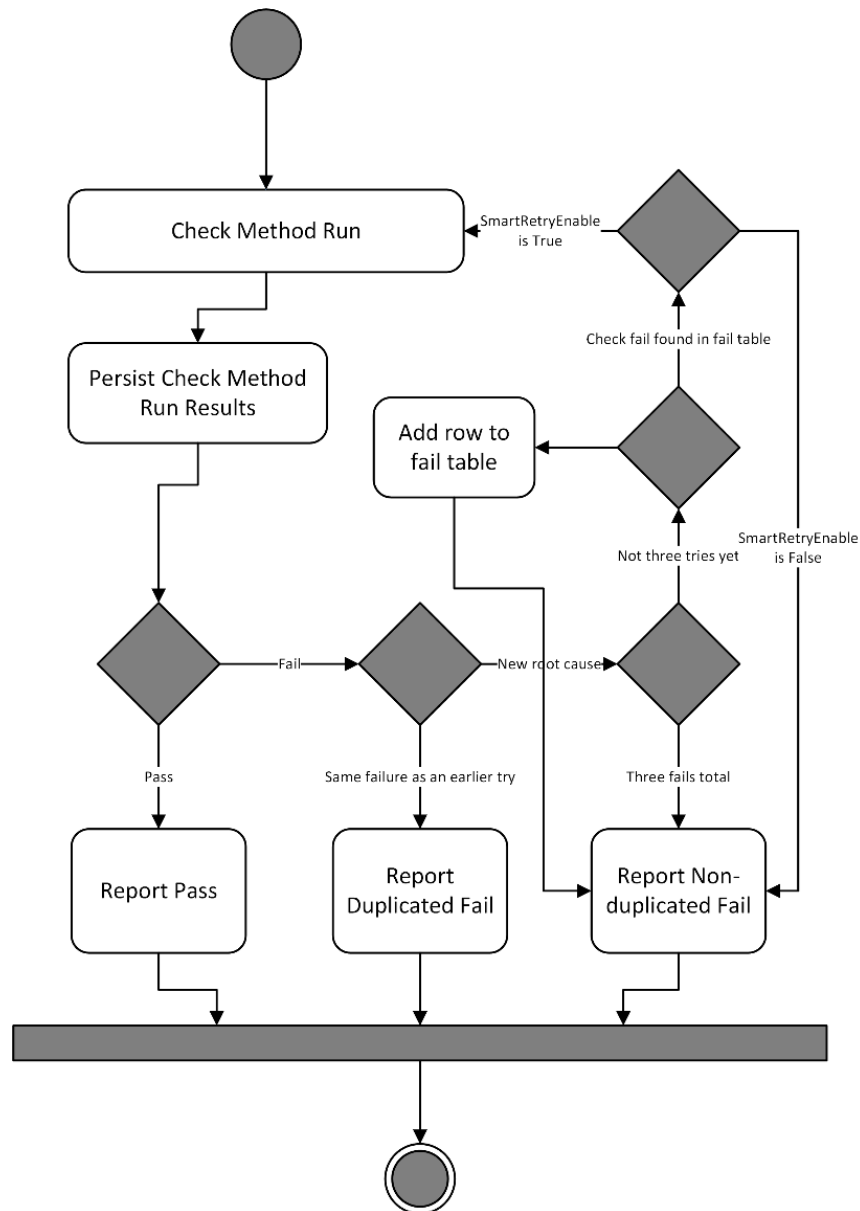 Check Method Run
SmartRetryEnable
is True
Check fail found in fail table
Persist Check Method
Run Results
Add row to
fail table
SmartRetryEnable
is False
Not three tries yet
Fail
New root cause
Pass
Same failure as an earlier try
Three fails total
Report Pass
Report
Duplicated Fail
Report Non-
duplicated Fail